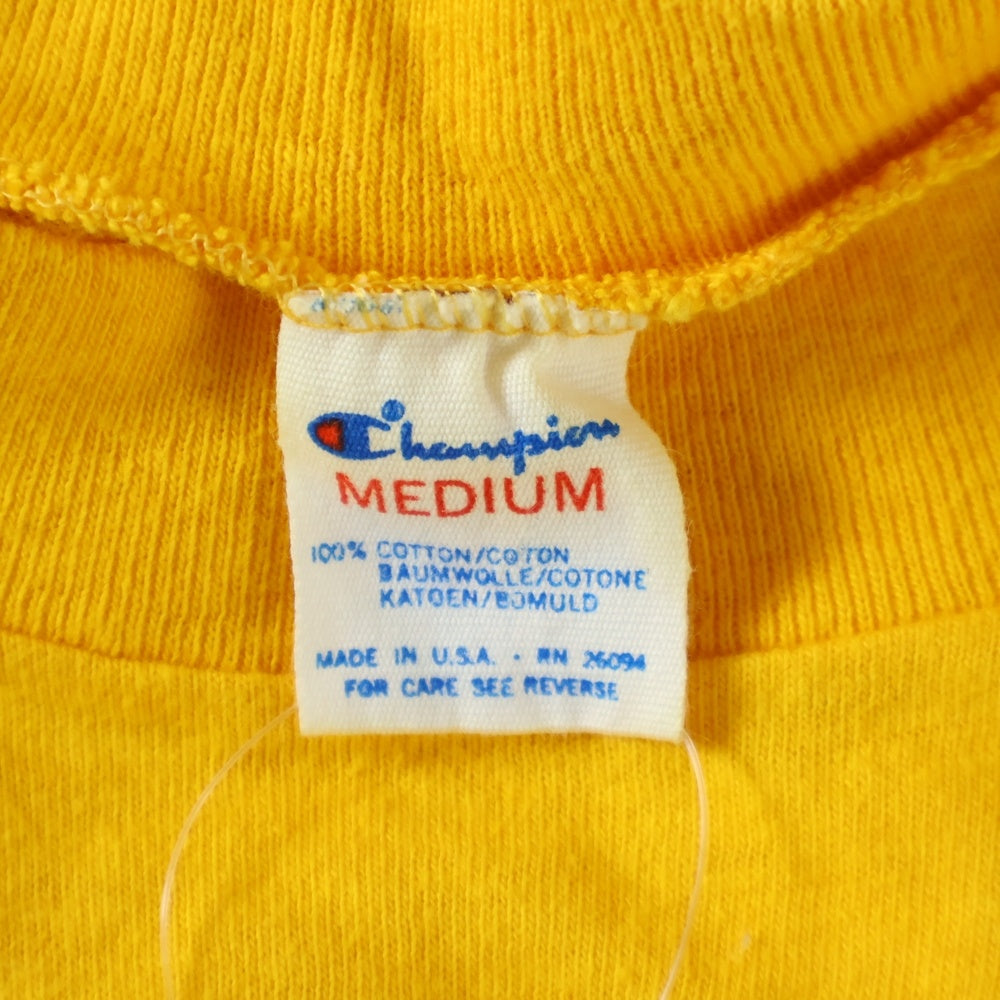 Champion
MEDIUM
100% COTTON/COTON
BAUMWOLLE/COTONE
KATOEN/BOMULD
MADE IN U.S.A. · RN 26094
FOR CARE SEE REVERSE